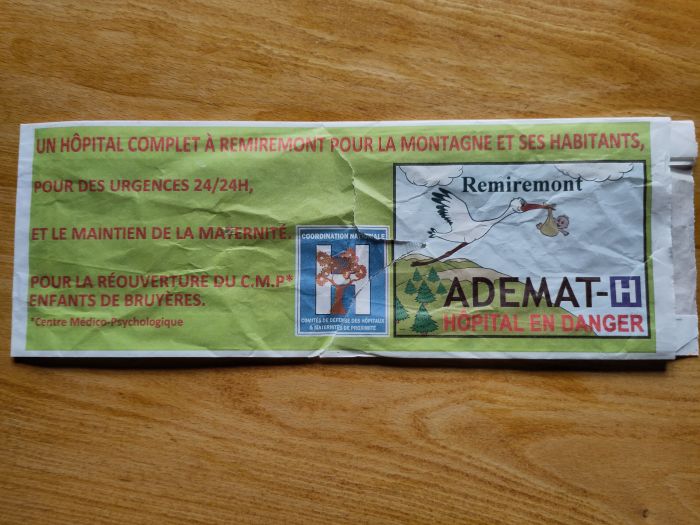 UN HÔPITAL COMPLET À REMIREMONT POUR LA MONTAGNE ET SES HABITANTS,
POUR DES URGENCES 24/24H,
ET LE MAINTIEN DE LA MATERNITÉ.
POUR LA RÉOUVERTURE DU C.M.P*
ENFANTS DE BRUYÈRES.
*Centre Médico-Psychologique
COORDINATION NATIONALE
H
COMITÉS DE DÉFENSE DES HÔPITAUX
& MATERNITÉS DE PROXIMITÉ
Remiremont
ADEMAT-H
HÔPITAL EN DANGER